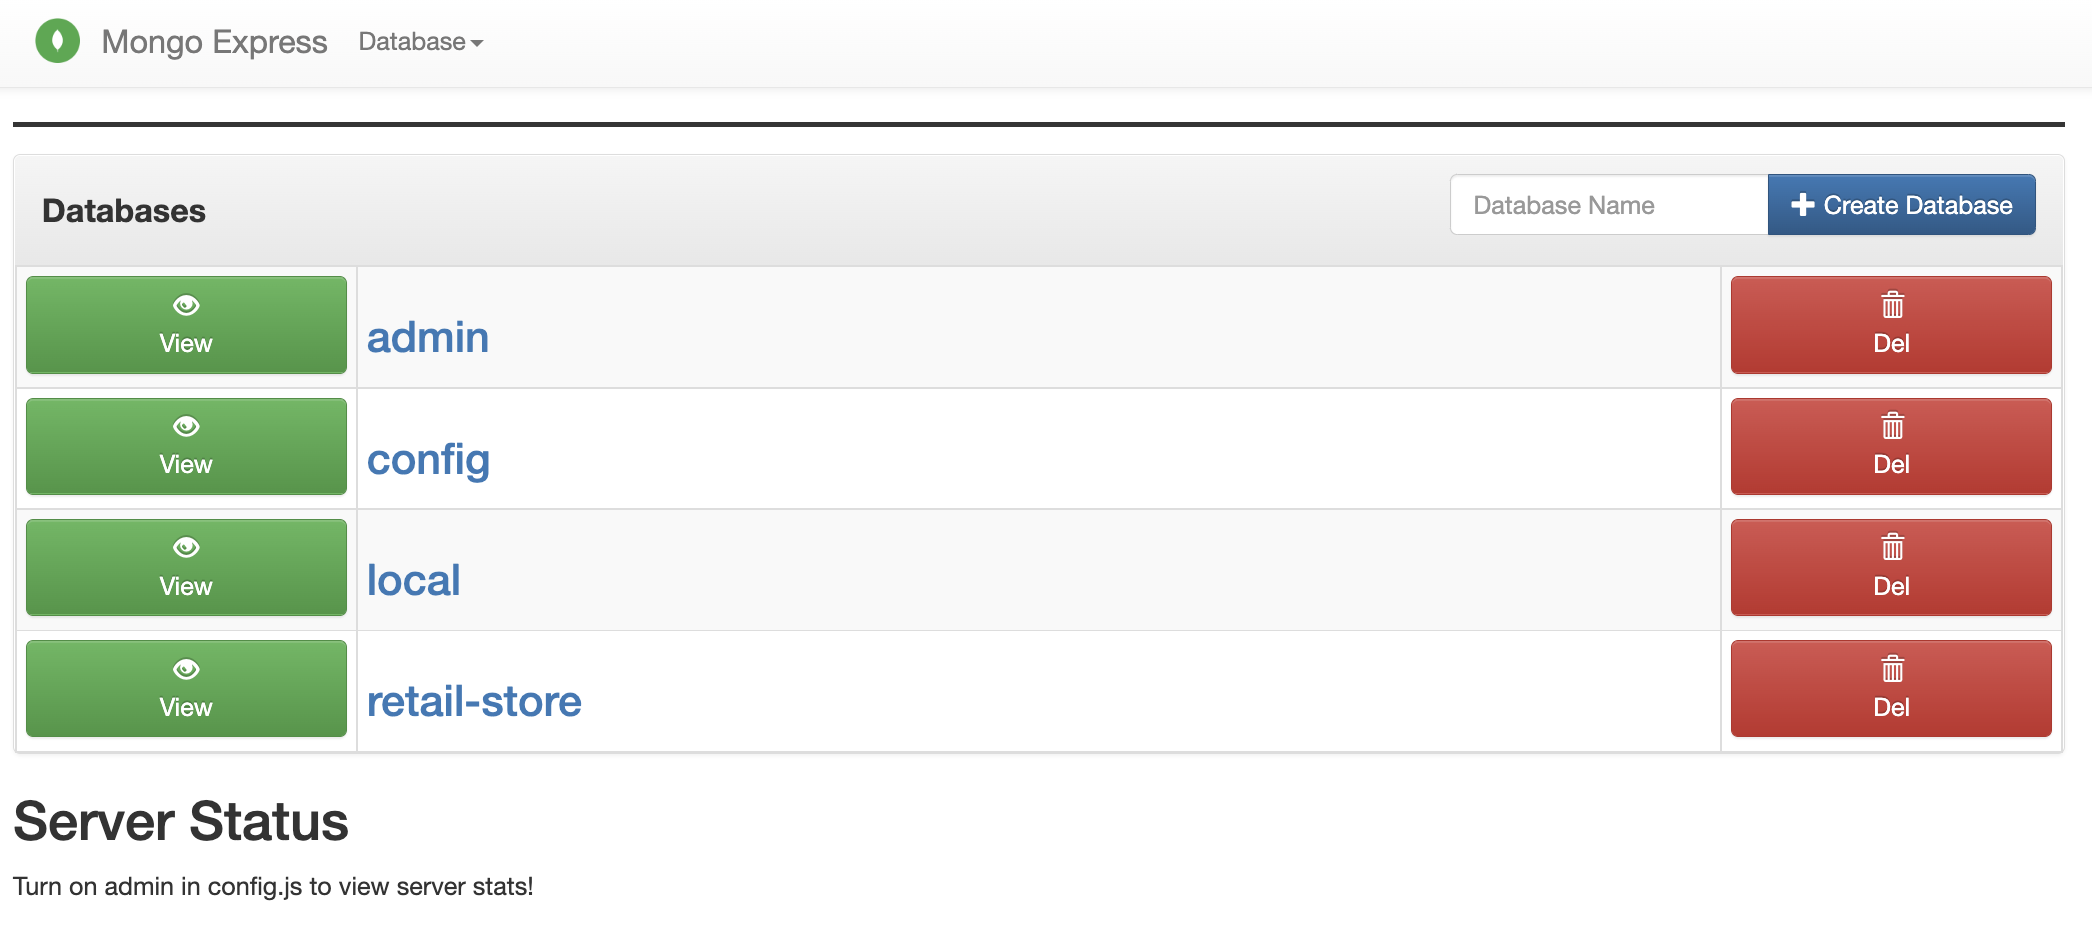 Mongo Express Database
Databases
Database Name
Create Database
View admin Del
View config Del
View local Del
View retail-store Del
Server Status
Turn on admin in config.js to view server stats!